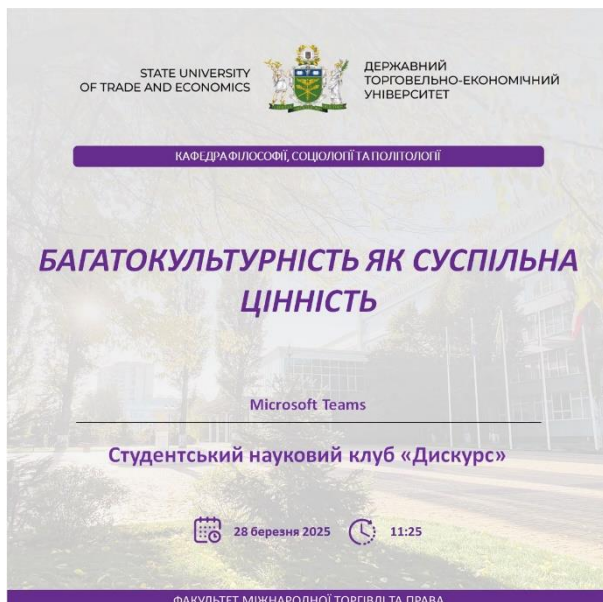 STATE UNIVERSITY
OF TRADE AND ECONOMICS
ДЕРЖАВНИЙ
ТОРГОВЕЛЬНО-ЕКОНОМІЧНИЙ
УНІВЕРСИТЕТ
КАФЕДРА ФІЛОСОФІЇ, СОЦІОЛОГІЇ ТА ПОЛІТОЛОГІЇ
БАГАТОКУЛЬТУРНІСТЬ ЯК СУСПІЛЬНА
ЦІННІСТЬ
Microsoft Teams
Студентський науковий клуб «Дискурс»
28 березня 2025 11:25
ФАКУЛЬТЕТ МІЖНАРОДНОЇ ТОРГІВЛІ ТА ПРАВА